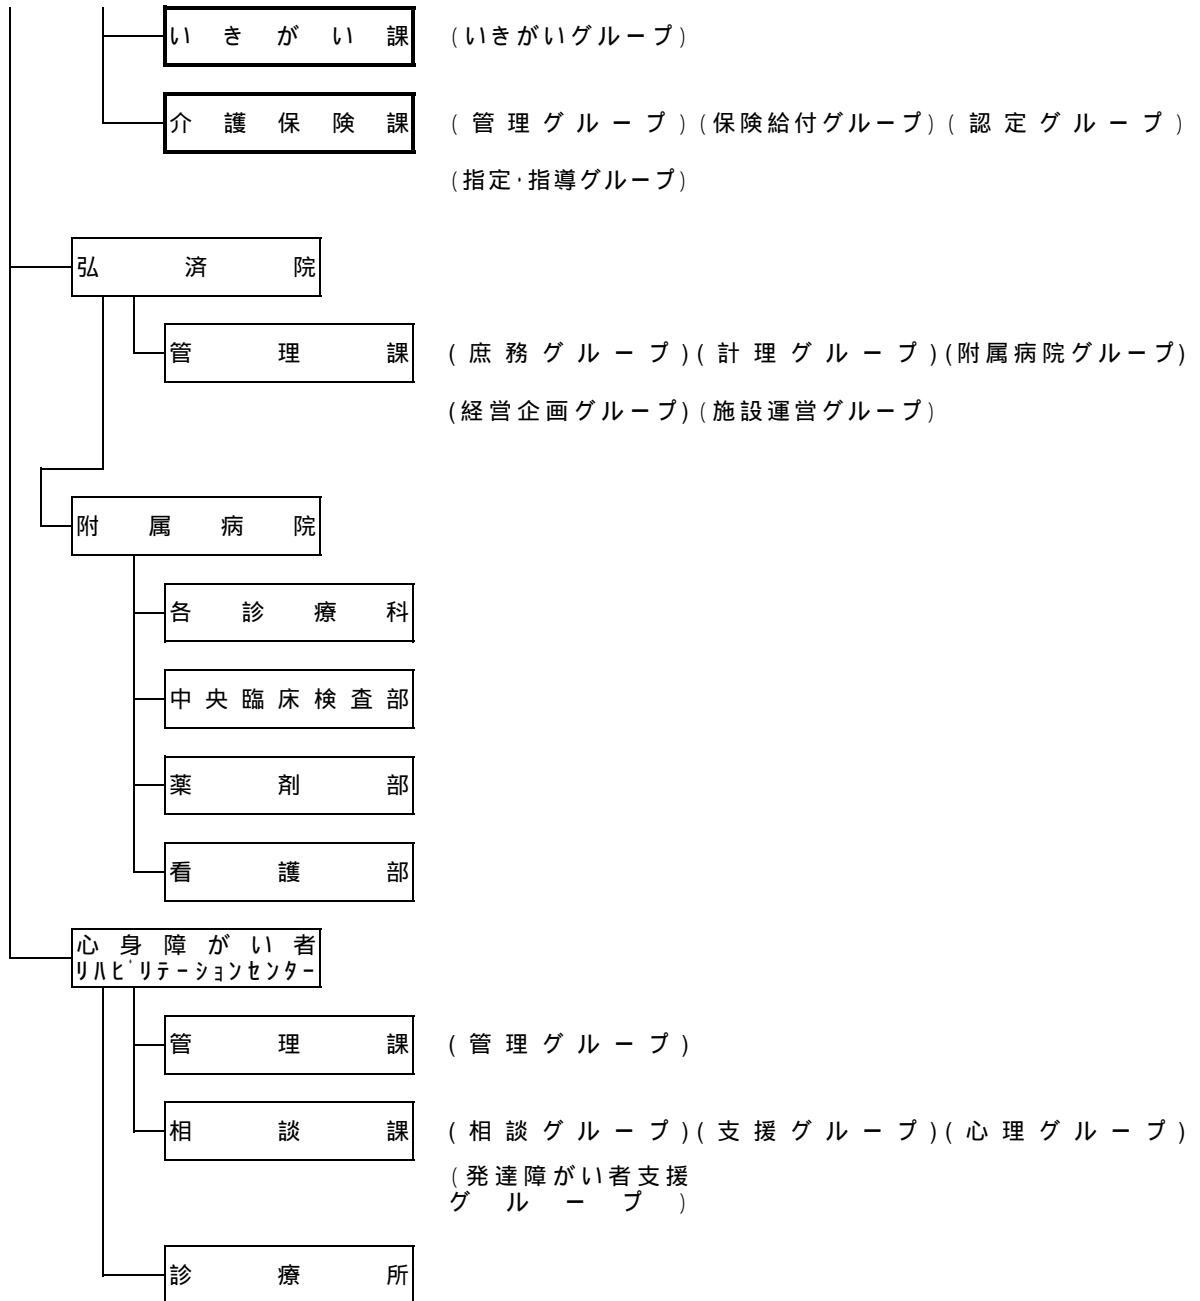 いきがい課 (いきがいグループ)
介護保険課 (管理グループ)(保険給付グループ)(認定グループ)
(指定・指導グループ)
弘済院
管理課 (庶務グループ)(計理グループ)(附属病院グループ)
(経営企画グループ)(施設運営グループ)
附属病院
各診療科
中央臨床検査部
薬剤部
看護部
心身障がい者
ﾘﾊﾋﾞﾘﾃｰｼｮﾝｾﾝﾀｰ
管理課 (管理グループ)
相談課 (相談グループ)(支援グループ)(心理グループ)
(発達障がい者支援
グループ)
診療所